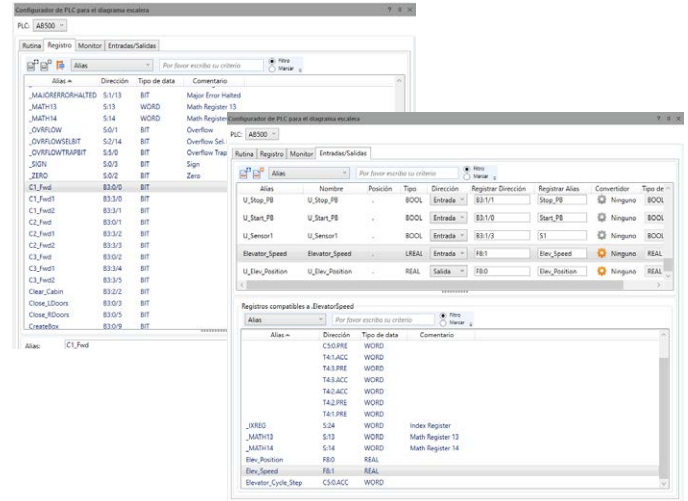 Configurador de PLC para el diagrama escalera
PLC: AB500
Rutina Registro Monitor Entradas/Salidas
Alias Por favor escriba su criterio Filtro
Marcar
Alias Dirección Tipo de data Comentario
_MAJORERRORHALTED S:1/13 BIT Major Error Halted
_MATH13 S:13 WORD Math Register 13
_MATH14 S:14 WORD Math Register
_OVRFLOW S:0/1 BIT Overflow
_OVRFLOWSELBIT S:2/14 BIT Overflow Sel
_OVRFLOWTRAPBIT S:5/0 BIT Overflow Trap
_SIGN S:0/3 BIT Sign
_ZERO S:0/2 BIT Zero
C1_Fwd B3:0/0 BIT
C1_Fwd1 B3:3/0 BIT
C1_Fwd2 B3:3/1 BIT
C2_Fwd B3:0/1 BIT
C2_Fwd1 B3:3/2 BIT
C2_Fwd2 B3:3/3 BIT
C3_Fwd B3:0/2 BIT
C3_Fwd1 B3:3/4 BIT
C3_Fwd2 B3:3/5 BIT
Clear_Cabin B3:2/2 BIT
Close_LDoors B3:0/3 BIT
Close_RDoors B3:0/5 BIT
CreateBox B3:0/9 BIT
Alias: C1_Fwd
Configurador de PLC para el diagrama escalera
PLC: AB500
Rutina Registro Monitor Entradas/Salidas
Alias Por favor escriba su criterio Filtro
Marcar
Alias Nombre Posición Tipo Dirección Registrar Dirección Registrar Alias Convertidor Tipo de
U_Stop_PB U_Stop_PB . BOOL Entrada B3:1/1 Stop_PB Ninguno BOOL
U_Start_PB U_Start_PB . BOOL Entrada B3:1/0 Start_PB Ninguno BOOL
U_Sensor1 U_Sensor1 . BOOL Entrada B3:1/3 S1 Ninguno BOOL
Elevator_Speed Elevator_Speed . LREAL Entrada F8:1 Elev_Speed Ninguno REAL
U_Elev_Position U_Elev_Position . REAL Salida F8:0 Elev_Position Ninguno REAL
Registros compatibles a .ElevatorSpeed
Alias Por favor escriba su criterio Filtro
Marcar
Alias Dirección Tipo de data Comentario
C5:0.PRE WORD
T4:1.ACC WORD
T4:3.PRE WORD
T4:3.ACC WORD
T4:2.ACC WORD
T4:2.PRE WORD
T4:1.PRE WORD
_IXREG S:24 WORD Index Register
_MATH13 S:13 WORD Math Register 13
_MATH14 S:14 WORD Math Register 14
Elev_Position F8:0 REAL
Elev_Speed F8:1 REAL
Elevator_Cycle_Step C5:0.ACC WORD